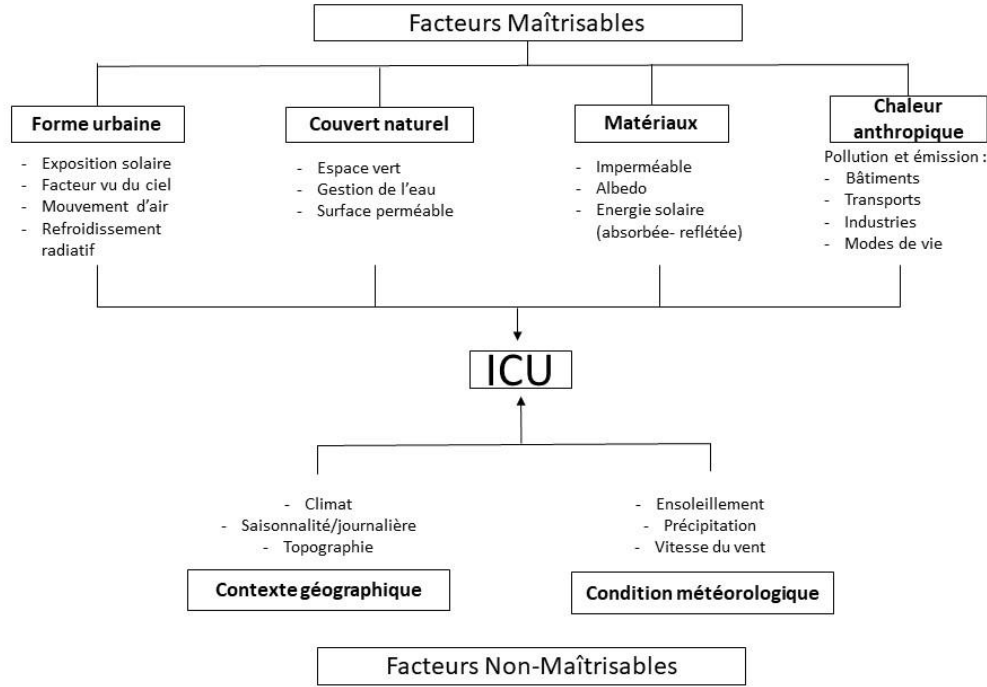 Facteurs Maîtrisables
Forme urbaine
- Exposition solaire
- Facteur vu du ciel
- Mouvement d'air
- Refroidissement
radiatif
Couvert naturel
- Espace vert
- Gestion de l'eau
- Surface perméable
Matériaux
- Imperméable
- Albedo
- Energie solaire
(absorbée- reflétée)
Chaleur
anthropique
Pollution et émission :
- Bâtiments
- Transports
- Industries
- Modes de vie
ICU
- Climat
- Saisonnalité/journalière
- Topographie
Contexte géographique
- Ensoleillement
- Précipitation
- Vitesse du vent
Condition météorologique
Facteurs Non-Maîtrisables